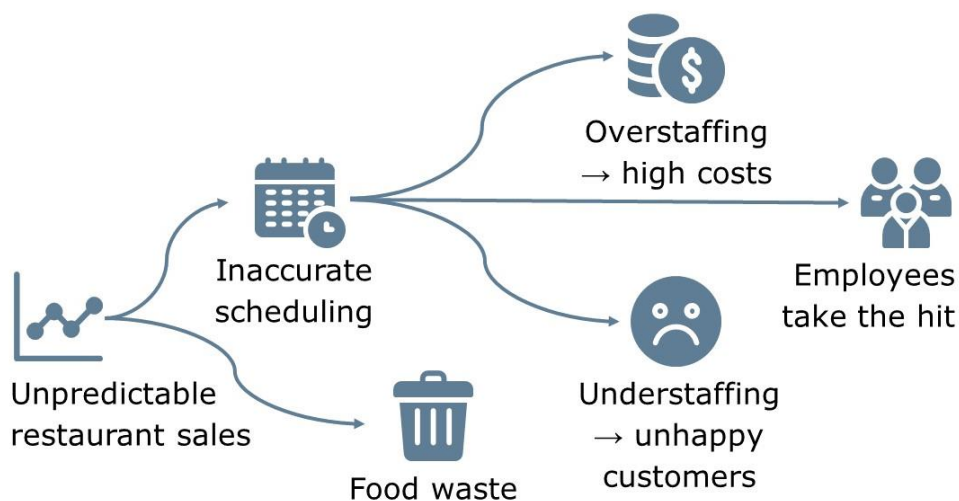 Unpredictable
restaurant sales
Inaccurate
scheduling
Food waste
$
Overstaffing
→ high costs
Employees
take the hit
Understaffing
→ unhappy
customers